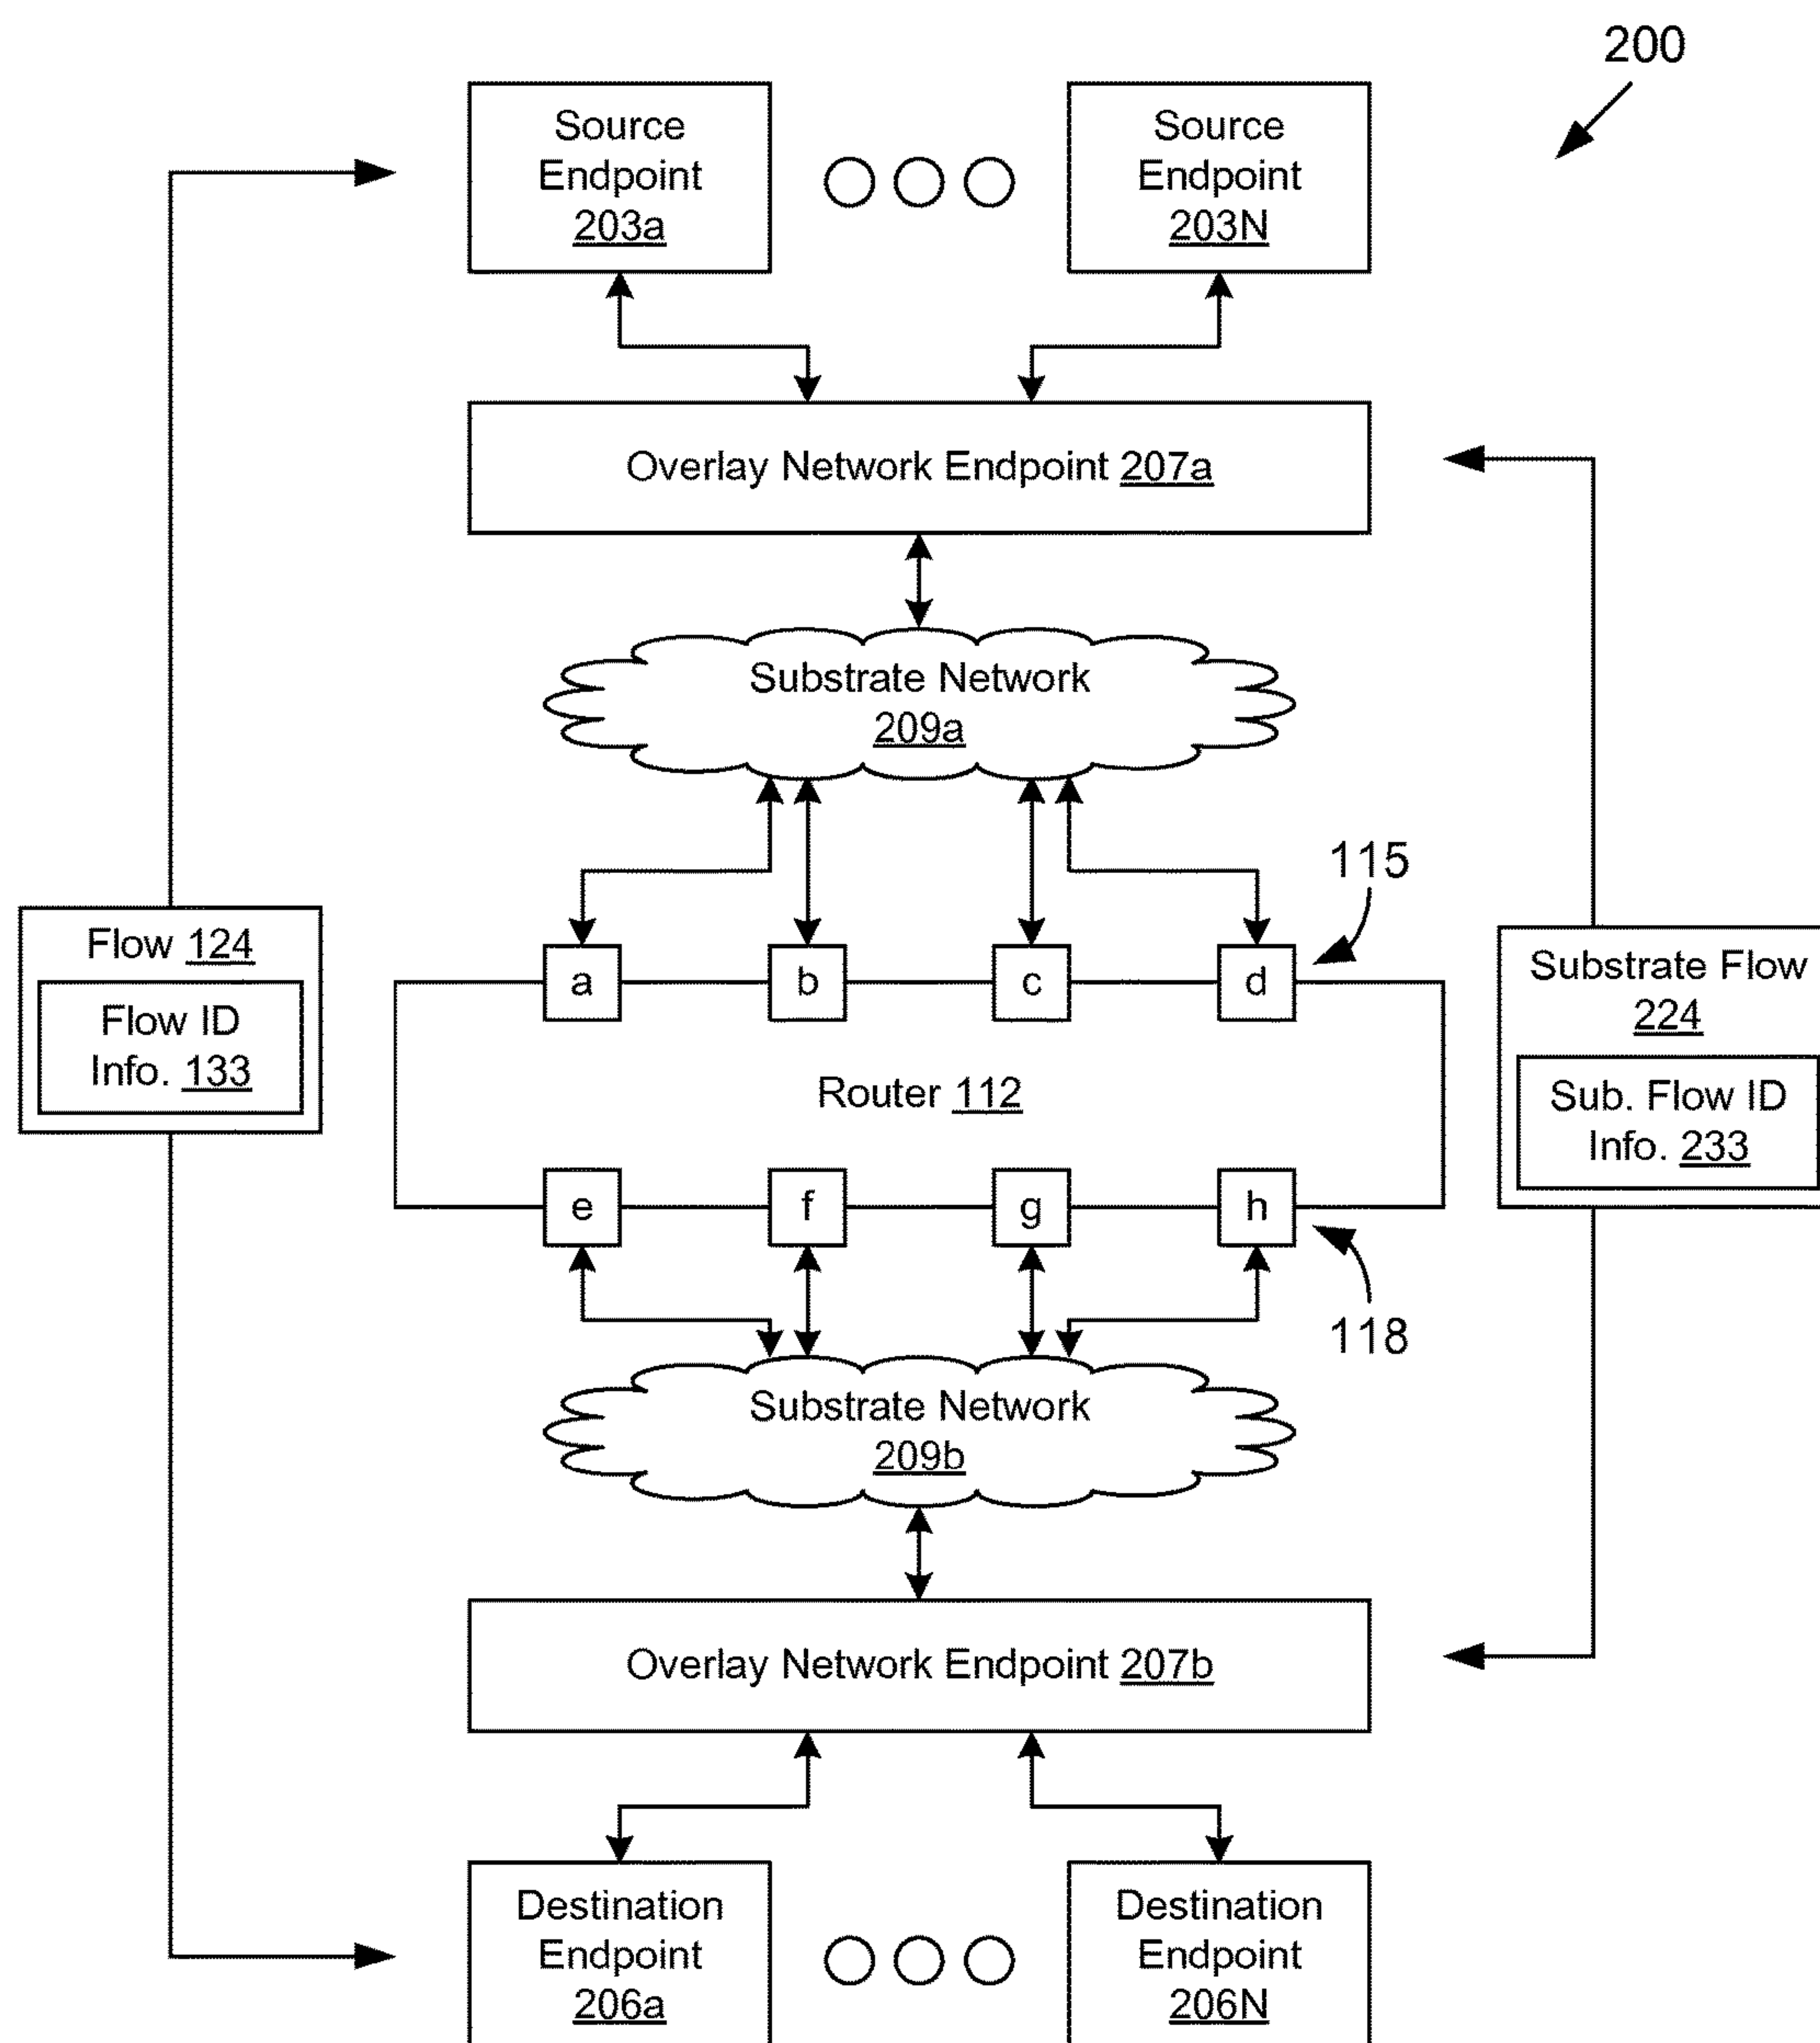 200
Source
Endpoint
203a
Source
Endpoint
203N
Overlay Network Endpoint 207a
Substrate Network
209a
115
a
b
c
d
Flow 124
Flow ID
Info. 133
Router 112
Substrate Flow
224
Sub. Flow ID
Info. 233
e
f
g
h
118
Substrate Network
209b
Overlay Network Endpoint 207b
Destination
Endpoint
206a
Destination
Endpoint
206N